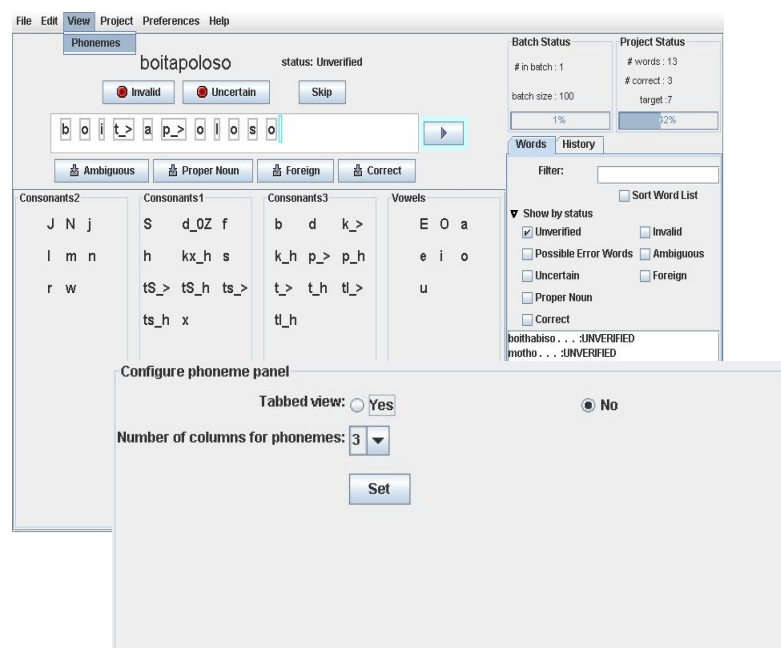 File Edit View Project Preferences Help
Phonemes
boitapoloso status: Unverified
Invalid Uncertain Skip
b o i t_> a p_> o l o s o
Ambiguous Proper Noun Foreign Correct
Batch Status Project Status
# in batch : 1 # words : 13
# correct : 3
batch size : 100 target :7
1% 42%
Words History
Filter:
Sort Word List
Show by status
Unverified Invalid
Possible Error Words Ambiguous
Uncertain Foreign
Proper Noun
Correct
boithabiso . . . :UNVERIFIED
motho . . . :UNVERIFIED
Consonants2 Consonants1 Consonants3 Vowels
J N j S d_0Z f b d k_> E O a
l m n h kx_h s k_h p_> p_h e i o
r w tS_> tS_h ts_> t_> t_h tl_> u
ts_h x tl_h
Configure phoneme panel
Tabbed view: Yes No
Number of columns for phonemes: 3
Set